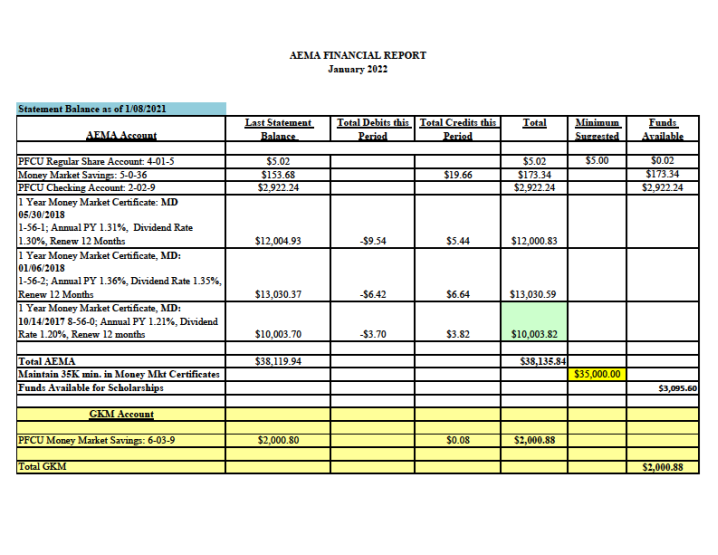 AEMA FINANCIAL REPORT
January 2022
Statement Balance as of 1/08/2021
AEMA Account Last Statement Balance Total Debits this Period Total Credits this Period Total Minimum Suggested Funds Available
PFCU Regular Share Account: 4-01-5 $5.02 $5.02 $5.00 $0.02
Money Market Savings: 5-0-36 $153.68 $19.66 $173.34 $173.34
PFCU Checking Account: 2-02-9 $2,922.24 $2,922.24 $2,922.24
1 Year Money Market Certificate: MD
05/30/2018
1-56-1; Annual PY 1.31%, Dividend Rate
1.30%, Renew 12 Months $12,004.93 -$9.54 $5.44 $12,000.83
1 Year Money Market Certificate, MD:
01/06/2018
1-56-2; Annual PY 1.36%, Dividend Rate 1.35%,
Renew 12 Months $13,030.37 -$6.42 $6.64 $13,030.59
1 Year Money Market Certificate, MD:
10/14/2017 8-56-0; Annual PY 1.21%, Dividend
Rate 1.20%, Renew 12 months $10,003.70 -$3.70 $3.82 $10,003.82
Total AEMA $38,119.94 $38,135.84
Maintain 35K min. in Money Mkt Certificates $35,000.00
Funds Available for Scholarships $3,095.60
GKM Account
PFCU Money Market Savings: 6-03-9 $2,000.80 $0.08 $2,000.88
Total GKM $2,000.88